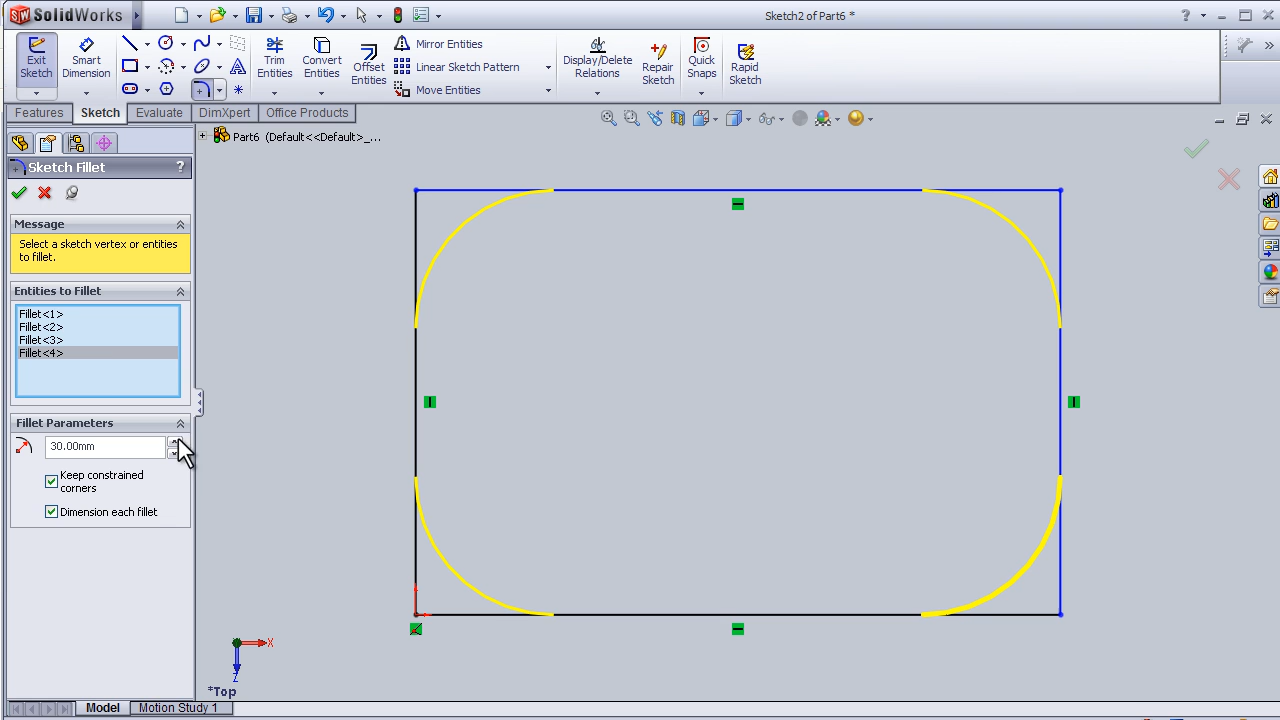 SolidWorks
Sketch2 of Part6 *
?
Exit Sketch
Smart Dimension
Trim Entities
Convert Entities
Offset Entities
Mirror Entities
Linear Sketch Pattern
Move Entities
Display/Delete Relations
Repair Sketch
Quick Snaps
Rapid Sketch
Features
Sketch
Evaluate
DimXpert
Office Products
Part6 (Default<<Default>_...
Sketch Fillet
?
Message
Select a sketch vertex or entities
to fillet.
Entities to Fillet
Fillet<1>
Fillet<2>
Fillet<3>
Fillet<4>
Fillet Parameters
30.00mm
Keep constrained
corners
Dimension each fillet
X
Z
*Top
Model
Motion Study 1